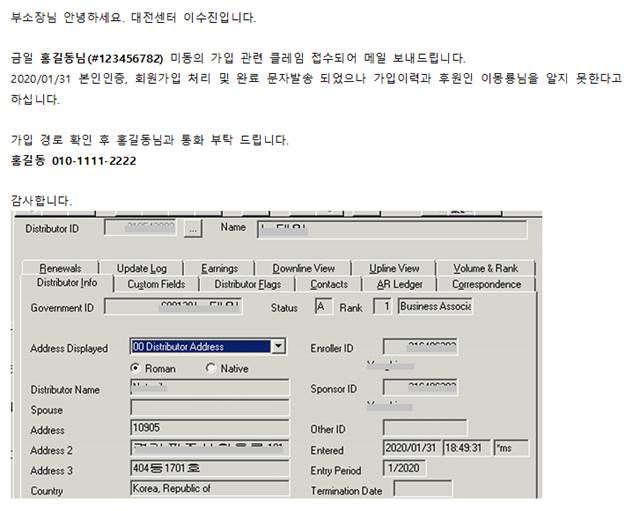 부소장님 안녕하세요. 대전센터 이수진입니다.
금일 홍길동님(#123456782) 미동의 가입 관련 클레임 접수되어 메일 보내드립니다.
2020/01/31 본인인증, 회원가입 처리 및 완료 문자발송 되었으나 가입이력과 후원인 이몽룡님을 알지 못한다고
하십니다.
가입 경로 확인 후 홍길동님과 통화 부탁 드립니다.
홍길동 010-1111-2222
감사합니다.
Distributor ID ... Name
Renewals Update Log Earnings Downline View Upline View Volume & Rank
Distributor Info Custom Fields Distributor Flags Contacts AR Ledger Correspondence
Government ID Status A Rank 1 Business Associa
Address Displayed 00 Distributor Address Enroller ID
Roman Native
Distributor Name Sponsor ID
Spouse
Address 10905 Other ID
Address 2 Entered 2020/01/31 18:49:31 *ms
Address 3 404동1701호 Entry Period 1/2020
Country Korea, Republic of Termination Date